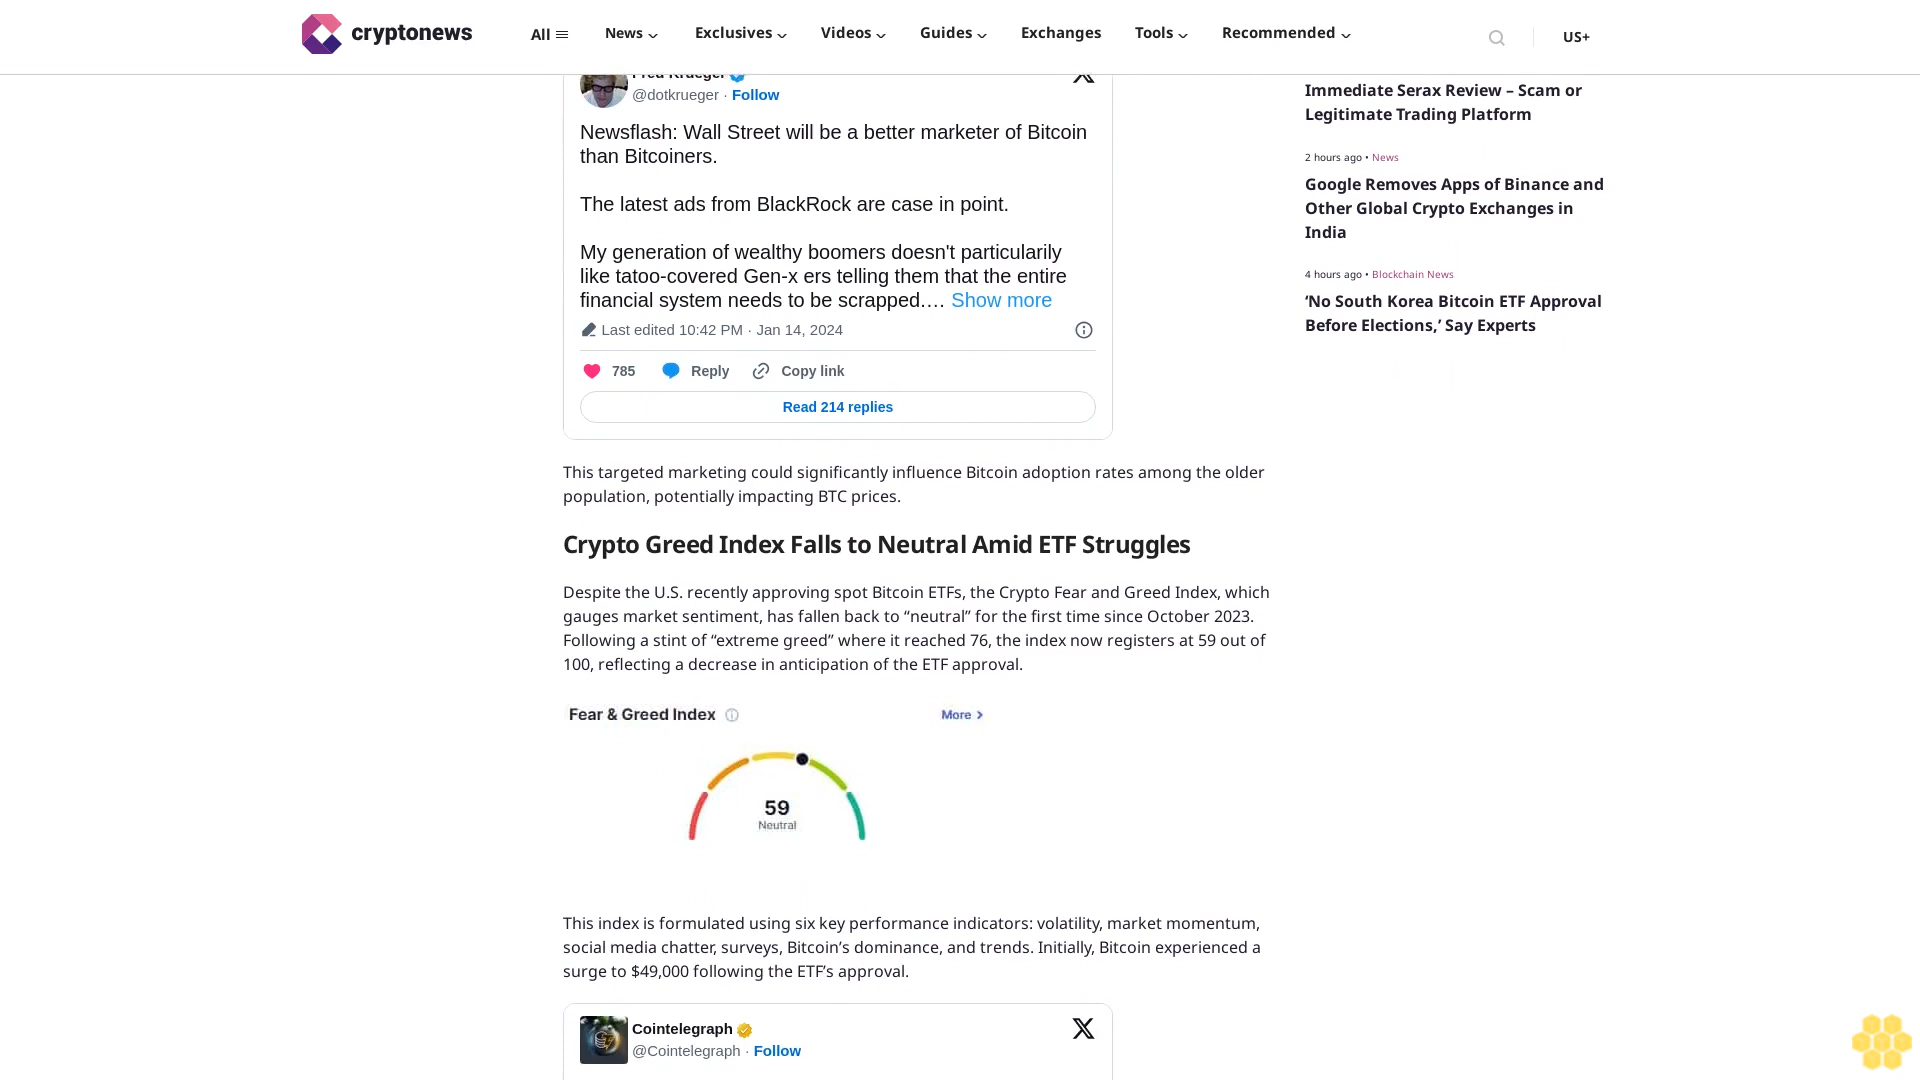 cryptonews
All
News
Exclusives
Videos
Guides
Exchanges
Tools
Recommended
US+
Fred Krueger
@dotkrueger · Follow
Newsflash: Wall Street will be a better marketer of Bitcoin
than Bitcoiners.
The latest ads from BlackRock are case in point.
My generation of wealthy boomers doesn't particularly
like tatoo-covered Gen-x ers telling them that the entire
financial system needs to be scrapped.… Show more
Last edited 10:42 PM · Jan 14, 2024
785 Reply Copy link
Read 214 replies
This targeted marketing could significantly influence Bitcoin adoption rates among the older
population, potentially impacting BTC prices.
Crypto Greed Index Falls to Neutral Amid ETF Struggles
Despite the U.S. recently approving spot Bitcoin ETFs, the Crypto Fear and Greed Index, which
gauges market sentiment, has fallen back to “neutral” for the first time since October 2023.
Following a stint of “extreme greed” where it reached 76, the index now registers at 59 out of
100, reflecting a decrease in anticipation of the ETF approval.
Fear & Greed Index
More
59
Neutral
This index is formulated using six key performance indicators: volatility, market momentum,
social media chatter, surveys, Bitcoin’s dominance, and trends. Initially, Bitcoin experienced a
surge to $49,000 following the ETF’s approval.
Cointelegraph
@Cointelegraph · Follow
Immediate Serax Review – Scam or
Legitimate Trading Platform
2 hours ago • News
Google Removes Apps of Binance and
Other Global Crypto Exchanges in
India
4 hours ago • Blockchain News
‘No South Korea Bitcoin ETF Approval
Before Elections,’ Say Experts